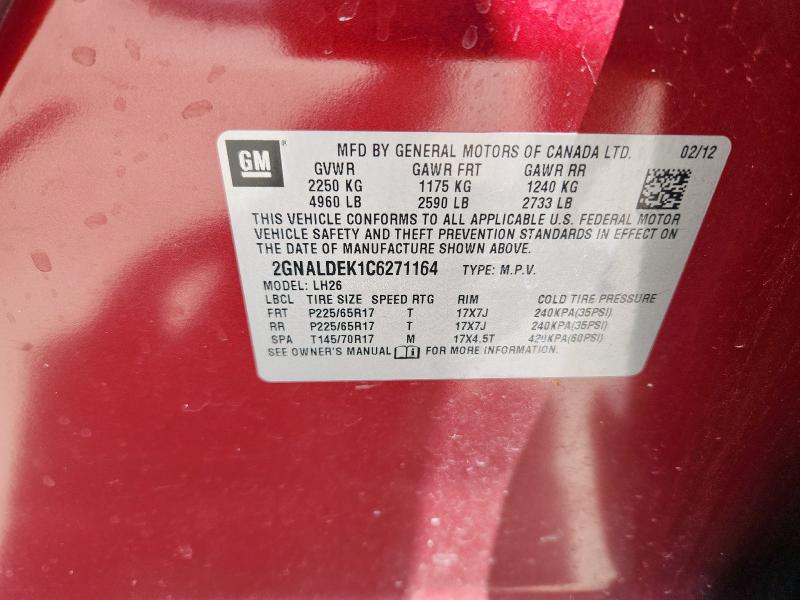 GM® MFD BY GENERAL MOTORS OF CANADA LTD. 02/12
GVWR GAWR FRT GAWR RR
2250 KG 1175 KG 1240 KG
4960 LB 2590 LB 2733 LB
THIS VEHICLE CONFORMS TO ALL APPLICABLE U.S. FEDERAL MOTOR
VEHICLE SAFETY AND THEFT PREVENTION STANDARDS IN EFFECT ON
THE DATE OF MANUFACTURE SHOWN ABOVE.
2GNALDEK1C6271164 TYPE: M.P.V.
MODEL: LH26
LBCL TIRE SIZE SPEED RTG RIM COLD TIRE PRESSURE
FRT P225/65R17 T 17X7J 240KPA(35PSI)
RR P225/65R17 T 17X7J 240KPA(35PSI)
SPA T145/70R17 M 17X4.5T 420KPA(60PSI)
SEE OWNER'S MANUAL FOR MORE INFORMATION.